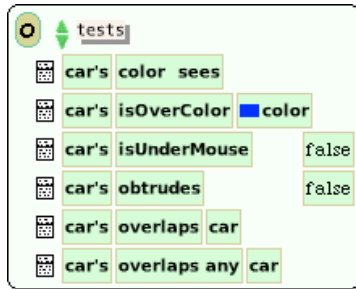 tests
car's color sees
car's isOverColor color
car's isUnderMouse false
car's obtrudes false
car's overlaps car
car's overlaps any car